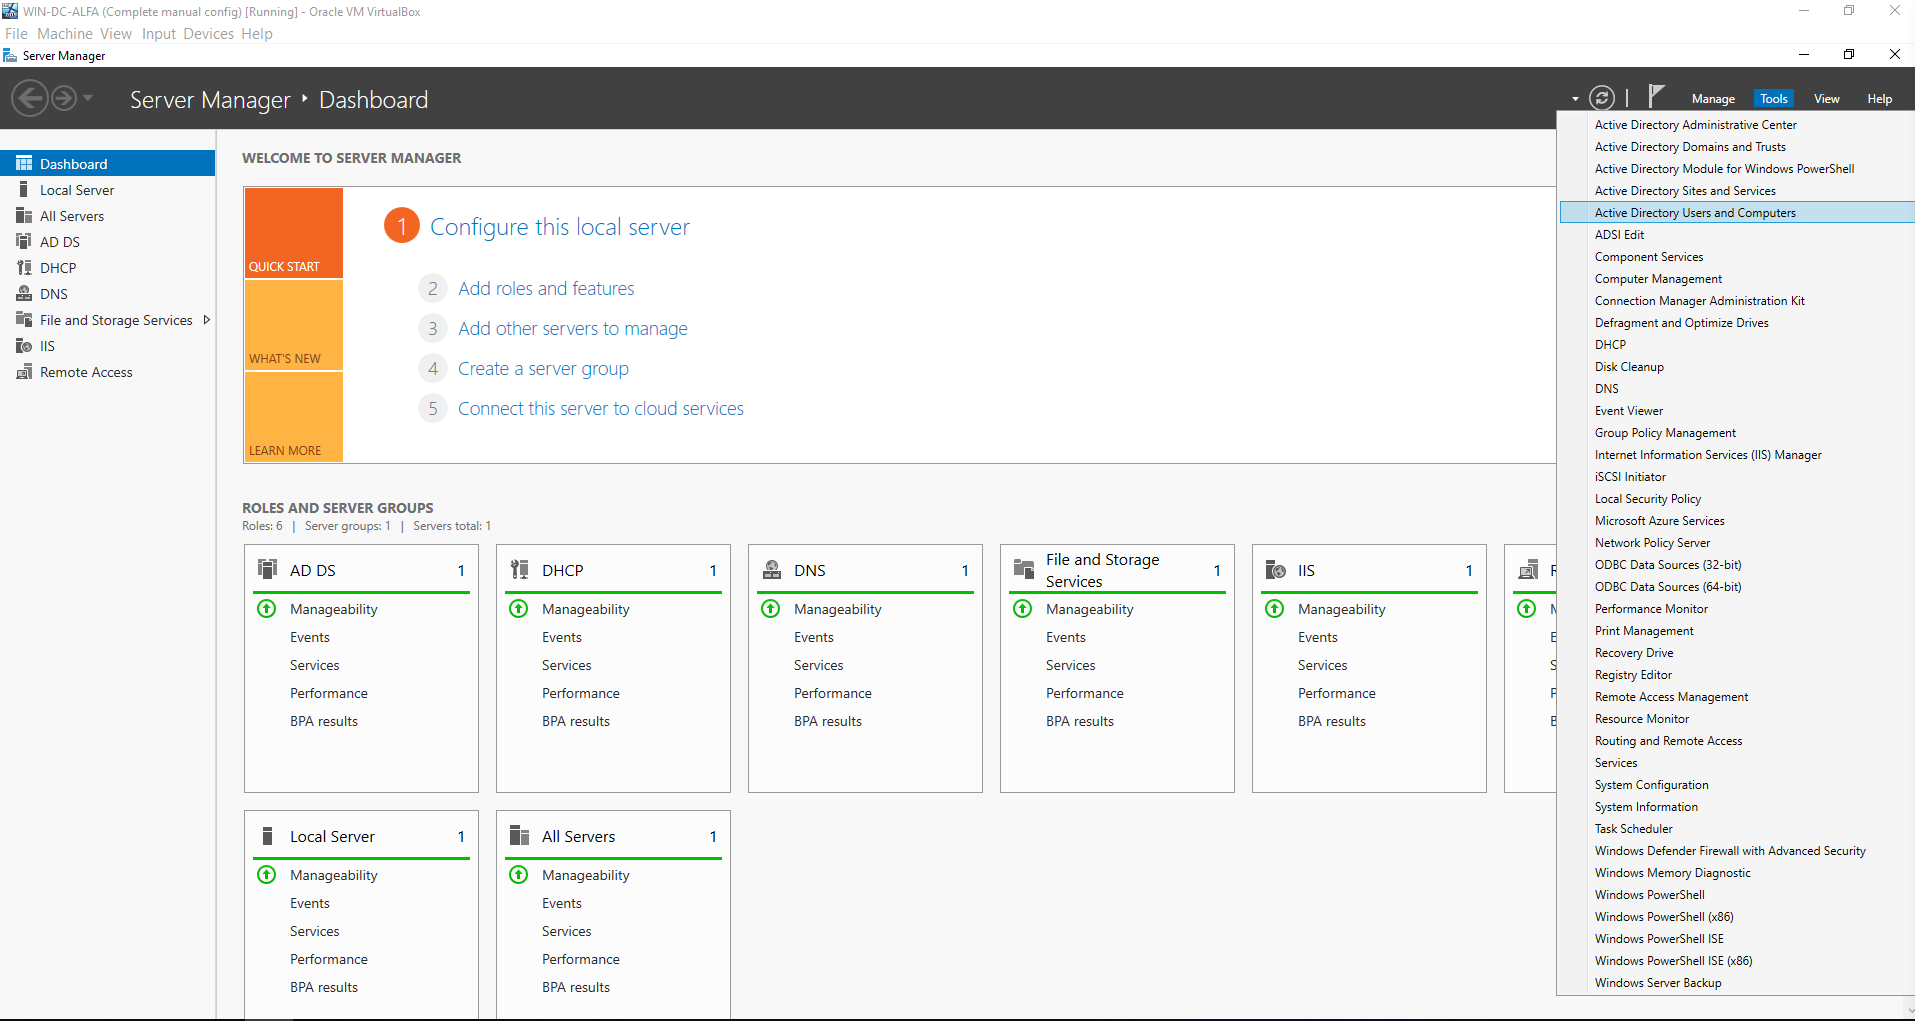 WIN-DC-ALFA (Complete manual config) [Running] - Oracle VM VirtualBox
File Machine View Input Devices Help
Server Manager
Server Manager ‣ Dashboard
Manage Tools View Help
Dashboard
Local Server
All Servers
AD DS
DHCP
DNS
File and Storage Services
IIS
Remote Access
WELCOME TO SERVER MANAGER
QUICK START
WHAT'S NEW
LEARN MORE
1 Configure this local server
2 Add roles and features
3 Add other servers to manage
4 Create a server group
5 Connect this server to cloud services
ROLES AND SERVER GROUPS
Roles: 6 | Server groups: 1 | Servers total: 1
AD DS 1
Manageability
Events
Services
Performance
BPA results
DHCP 1
Manageability
Events
Services
Performance
BPA results
DNS 1
Manageability
Events
Services
Performance
BPA results
File and Storage
Services 1
Manageability
Events
Services
Performance
BPA results
IIS 1
Manageability
Events
Services
Performance
BPA results
Local Server 1
Manageability
Events
Services
Performance
BPA results
All Servers 1
Manageability
Events
Services
Performance
BPA results
Active Directory Administrative Center
Active Directory Domains and Trusts
Active Directory Module for Windows PowerShell
Active Directory Sites and Services
Active Directory Users and Computers
ADSI Edit
Component Services
Computer Management
Connection Manager Administration Kit
Defragment and Optimize Drives
DHCP
Disk Cleanup
DNS
Event Viewer
Group Policy Management
Internet Information Services (IIS) Manager
iSCSI Initiator
Local Security Policy
Microsoft Azure Services
Network Policy Server
ODBC Data Sources (32-bit)
ODBC Data Sources (64-bit)
Performance Monitor
Print Management
Recovery Drive
Registry Editor
Remote Access Management
Resource Monitor
Routing and Remote Access
Services
System Configuration
System Information
Task Scheduler
Windows Defender Firewall with Advanced Security
Windows Memory Diagnostic
Windows PowerShell
Windows PowerShell (x86)
Windows PowerShell ISE
Windows PowerShell ISE (x86)
Windows Server Backup